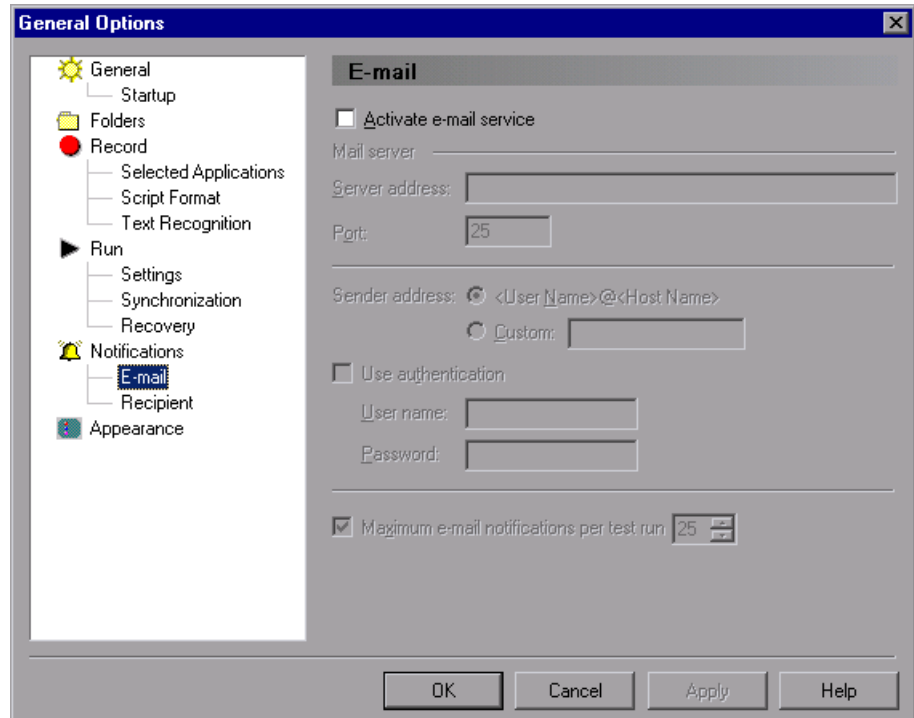 General Options
General
Startup
Folders
Record
Selected Applications
Script Format
Text Recognition
Run
Settings
Synchronization
Recovery
Notifications
E-mail
Recipient
Appearance
E-mail
Activate e-mail service
Mail server
Server address:
Port: 25
Sender address: <User Name>@<Host Name>
Custom:
Use authentication
User name:
Password:
Maximum e-mail notifications per test run 25
OK Cancel Apply Help